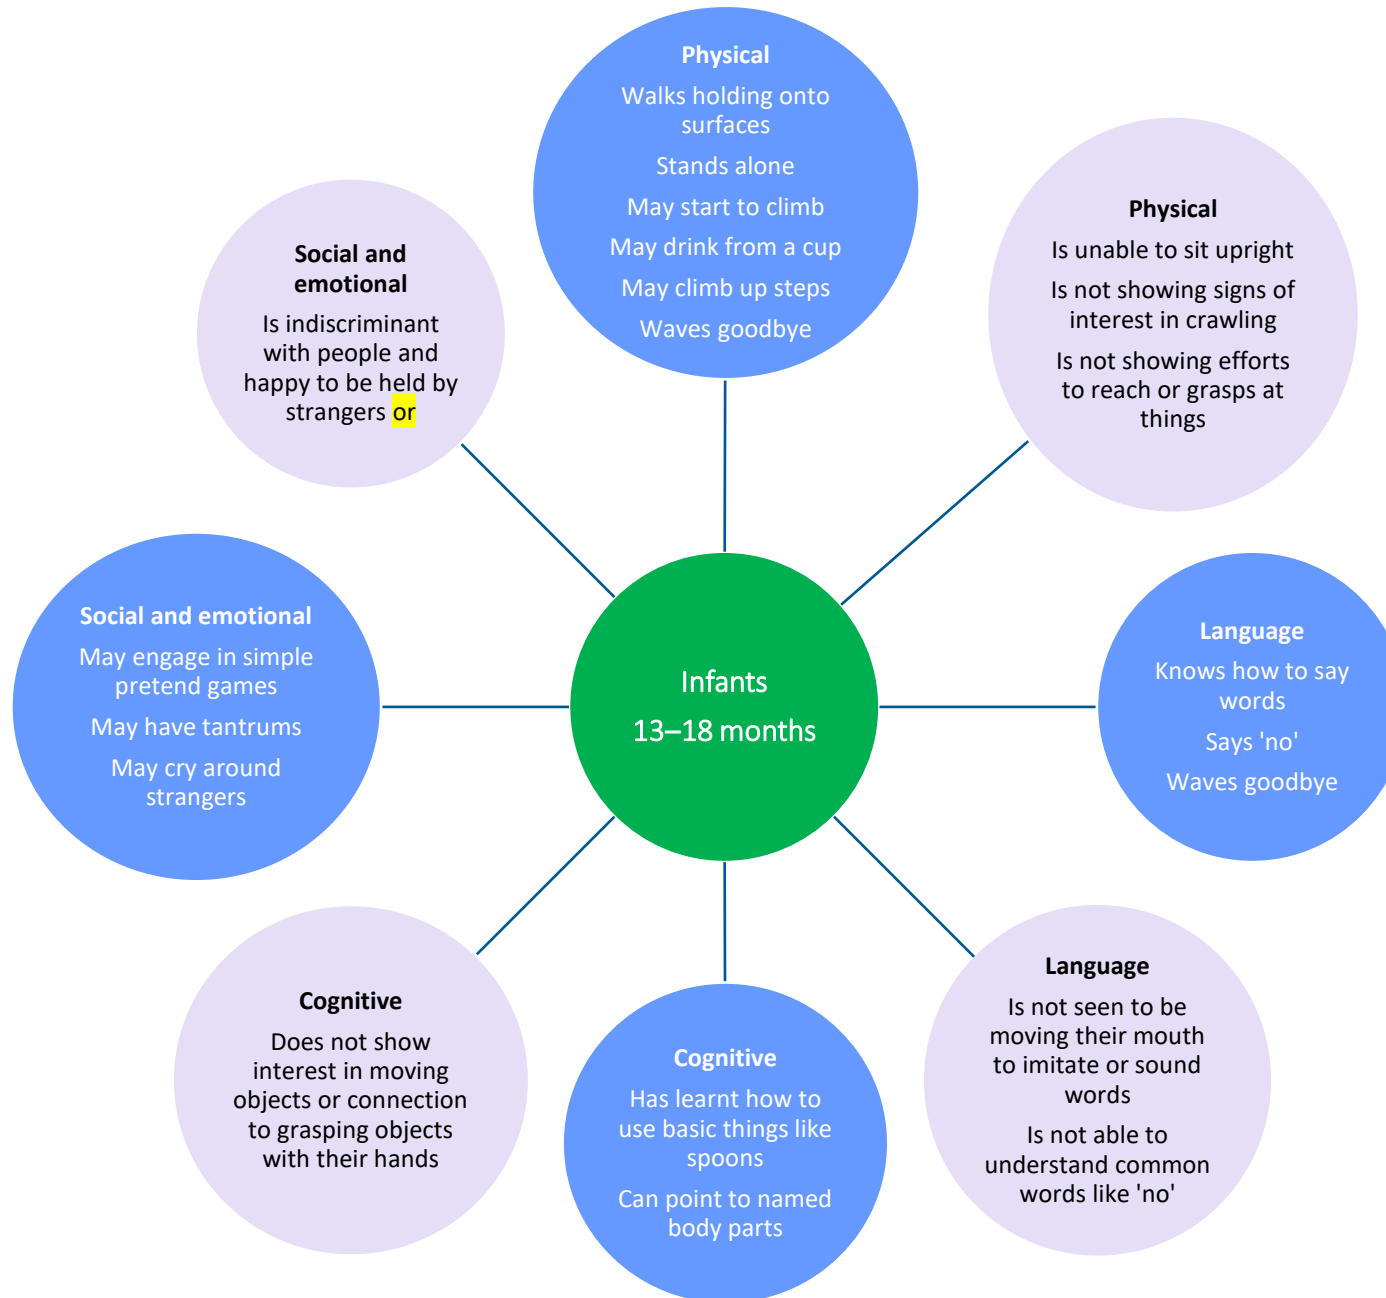 Physical
Walks holding onto
surfaces
Stands alone
May start to climb
May drink from a cup
May climb up steps
Waves goodbye
Physical
Is unable to sit upright
Is not showing signs of
interest in crawling
Is not showing efforts
to reach or grasps at
things
Language
Knows how to say
words
Says 'no'
Waves goodbye
Language
Is not seen to be
moving their mouth
to imitate or sound
words
Is not able to
understand common
words like 'no'
Cognitive
Has learnt how to
use basic things like
spoons
Can point to named
body parts
Cognitive
Does not show
interest in moving
objects or connection
to grasping objects
with their hands
Social and emotional
May engage in simple
pretend games
May have tantrums
May cry around
strangers
Social and
emotional
Is indiscriminant
with people and
happy to be held by
strangers or
Infants
13–18 months